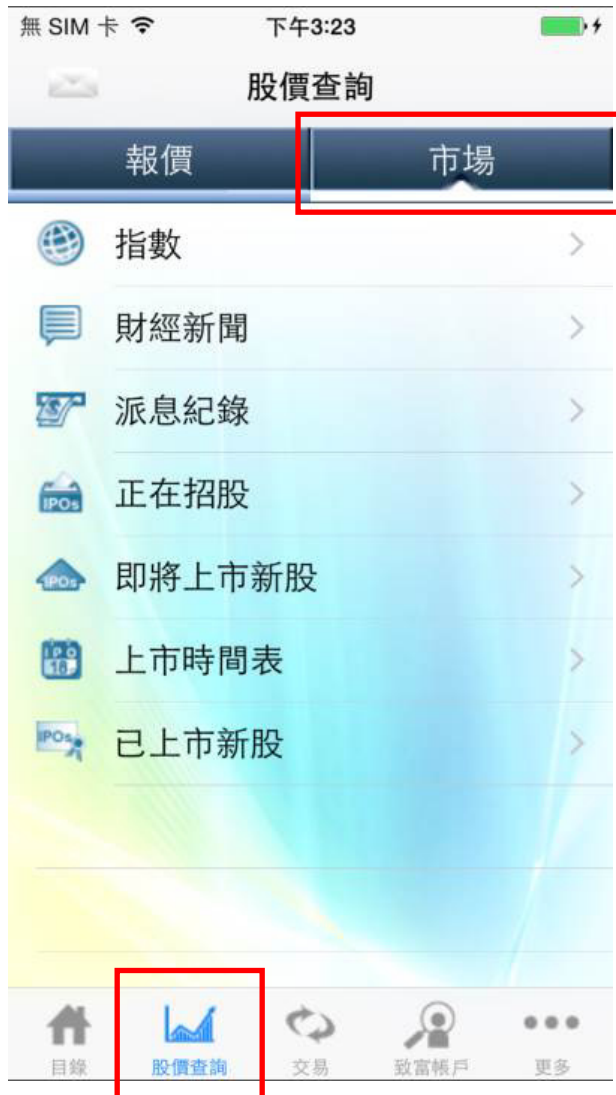 無 SIM 卡 下午3:23
股價查詢
報價 市場
指數
財經新聞
派息紀錄
IPOs 正在招股
IPOs 即將上市新股
IPO 18 上市時間表
IPOs 已上市新股
目錄 股價查詢 交易 致富帳戶 更多